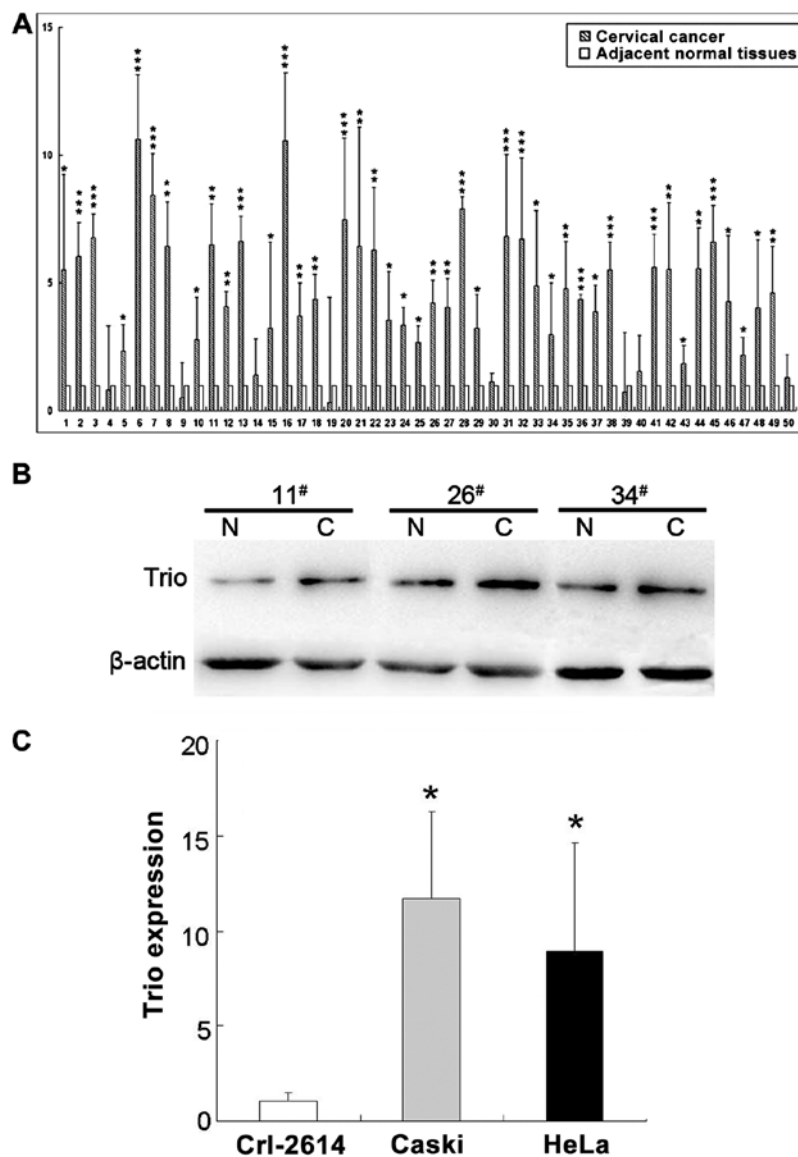 A
15
10
5
0
Cervical cancer
Adjacent normal tissues
* *** *** * *** *** ** ** ** *** * *** ** ** *** ** ** * * * ** ** *** * *** *** * * * *** * *** *** ** * ** *** * * * **
1 2 3 4 5 6 7 8 9 10 11 12 13 14 15 16 17 18 19 20 21 22 23 24 25 26 27 28 29 30 31 32 33 34 35 36 37 38 39 40 41 42 43 44 45 46 47 48 49 50
B
11# 26# 34#
N C N C N C
Trio
β-actin
C
20
15
10
5
0
Trio expression
* *
Crl-2614 Caski HeLa